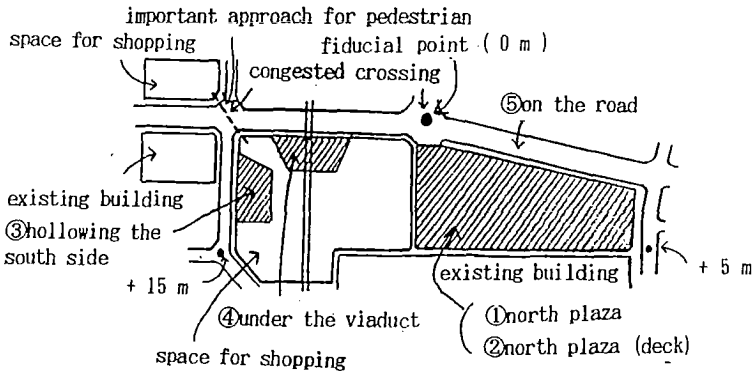 important approach for pedestrian
space for shopping
fiducial point ( 0 m )
congested crossing
⑤on the road
existing building
③hollowing the
south side
+ 15 m
④under the viaduct
space for shopping
existing building
+ 5 m
①north plaza
②north plaza (deck)